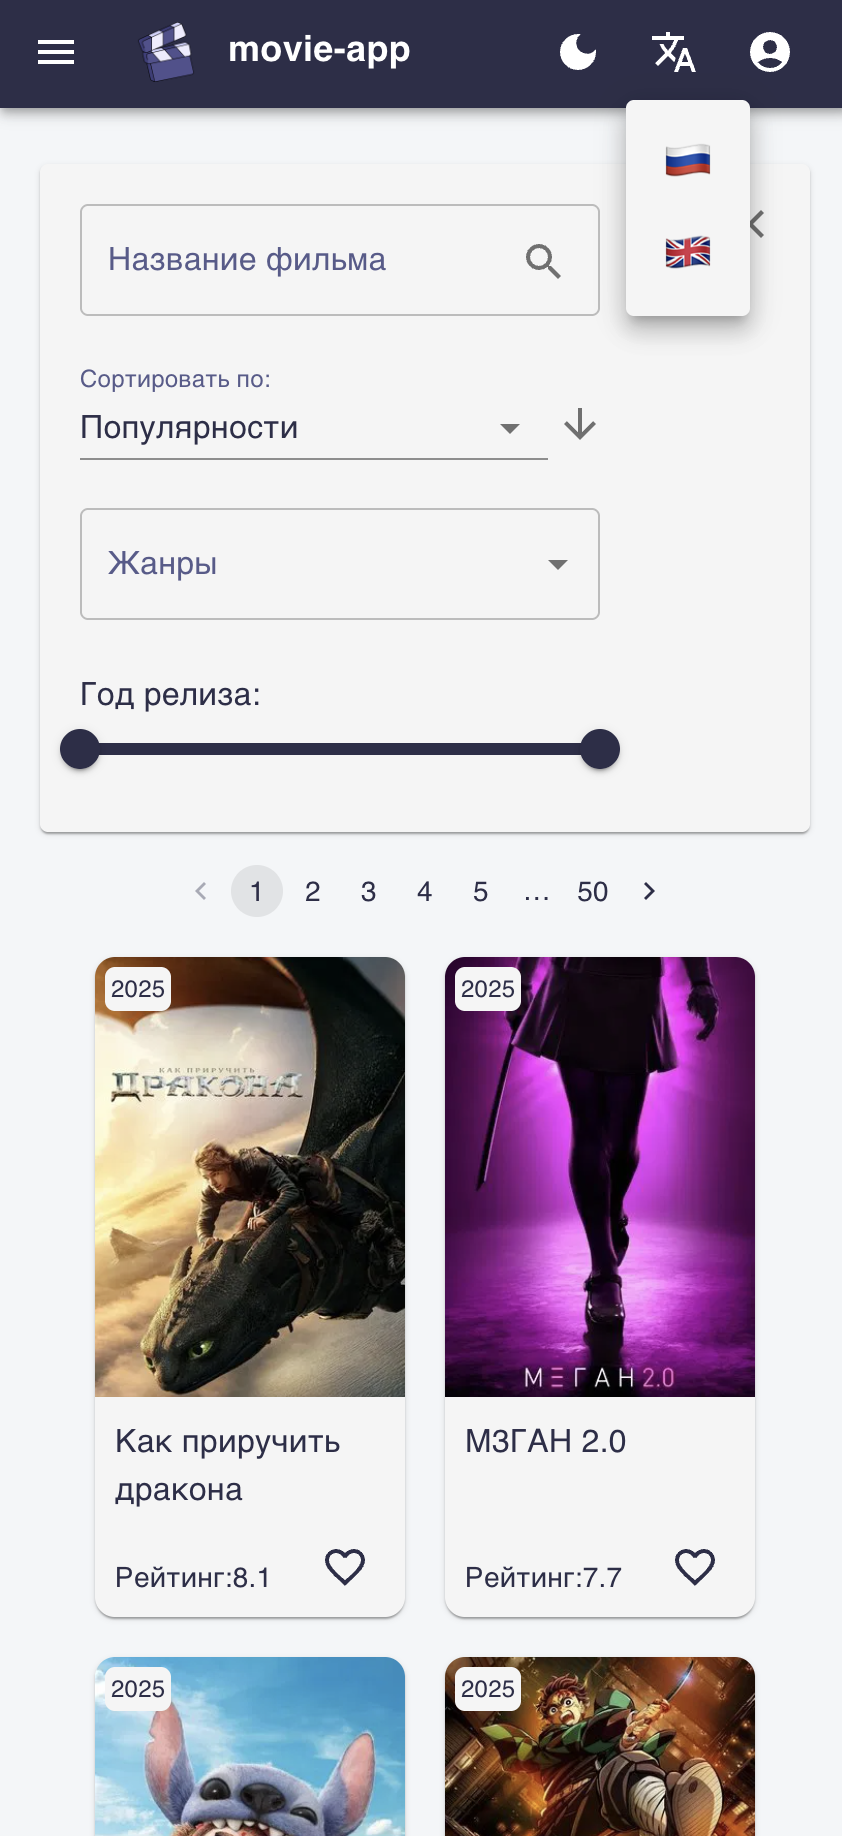 movie-app
Название фильма
Сортировать по:
Популярности
Жанры
Год релиза:
1 2 3 4 5 ... 50
2025
2025
КАК ПРИРУЧИТЬ
ДРАКОНА
МΞГАН 2.0
Как приручить
дракона
МЗГАН 2.0
Рейтинг:8.1
Рейтинг:7.7
2025
2025